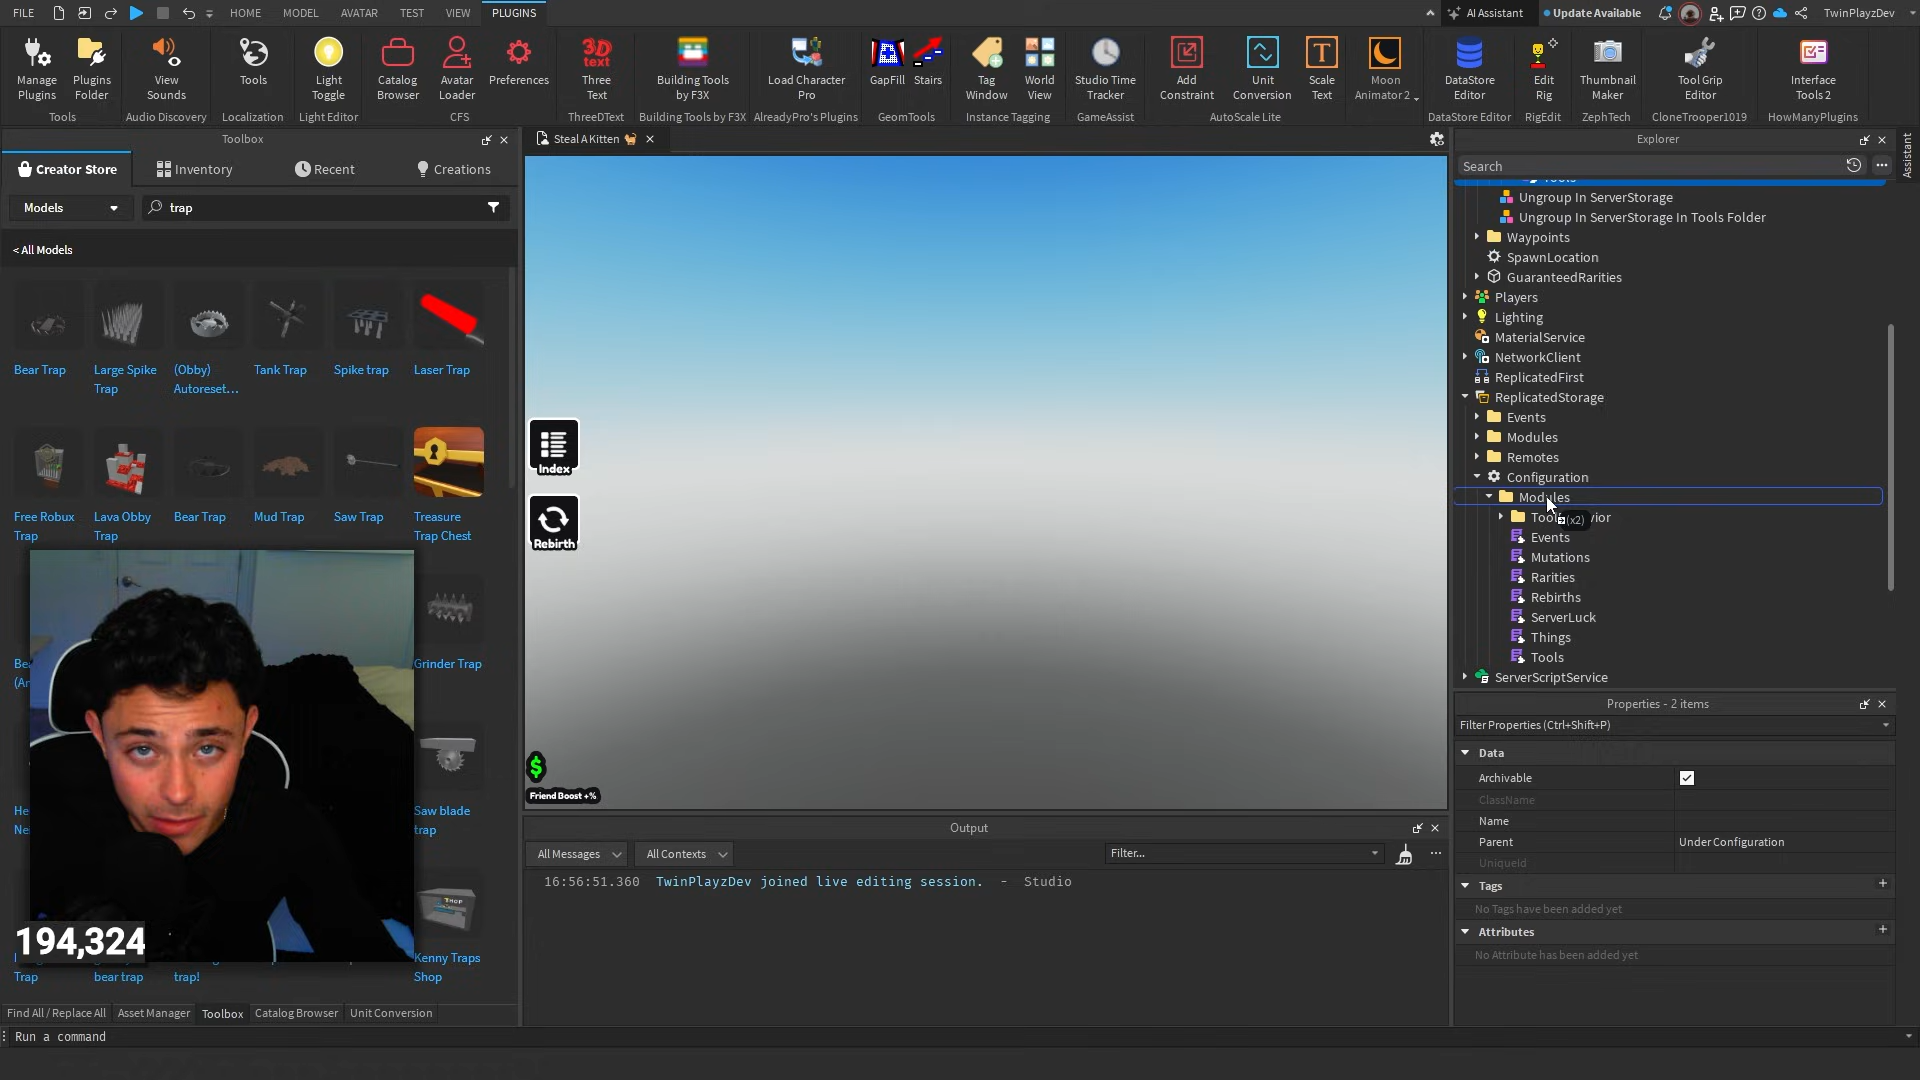 FILE HOME MODEL AVATAR TEST VIEW PLUGINS AI Assistant Update Available TwinPlayzDev
Manage Plugins
Plugins Folder
View Sounds
Tools
Light Toggle
Catalog Browser
Avatar Loader
Preferences
Three Text
Building Tools by F3X
Load Character Pro
GapFill
Stairs
Tag Window
World View
Studio Time Tracker
Add Constraint
Unit Conversion
Scale Text
Moon Animator 2
DataStore Editor
Edit Rig
Thumbnail Maker
Tool Grip Editor
Interface Tools 2
Tools Audio Discovery Localization Light Editor CFS ThreeDText Building Tools by F3X AlreadyPro's Plugins GeomTools Instance Tagging GameAssist AutoScale Lite DataStore Editor RigEdit ZephTech CloneTrooper1019 HowManyPlugins
Toolbox
Creator Store Inventory Recent Creations
Models trap
< All Models
Bear Trap
Large Spike Trap
(Obby) Autoreset...
Tank Trap
Spike trap
Laser Trap
Free Robux Trap
Lava Obby Trap
Bear Trap
Mud Trap
Saw Trap
Treasure Trap Chest
Grinder Trap
Saw blade trap
Trap
bear trap
trap!
Kenny Traps Shop
194,324
Find All / Replace All Asset Manager Toolbox Catalog Browser Unit Conversion
Run a command
Steal A Kitten
Index
Rebirth
$
Friend Boost +%
Output
All Messages All Contexts Filter...
16:56:51.360 TwinPlayzDev joined live editing session. - Studio
Explorer
Assistant
Search
Ungroup In ServerStorage
Ungroup In ServerStorage In Tools Folder
Waypoints
SpawnLocation
GuaranteedRarities
Players
Lighting
MaterialService
NetworkClient
ReplicatedFirst
ReplicatedStorage
Events
Modules
Remotes
Configuration
Modules
(x2)
Events
Mutations
Rarities
Rebirths
ServerLuck
Things
Tools
ServerScriptService
Properties - 2 items
Filter Properties (Ctrl+Shift+P)
Data
Archivable
ClassName
Name
Parent Under Configuration
UniqueId
Tags
No Tags have been added yet
Attributes
No Attribute has been added yet